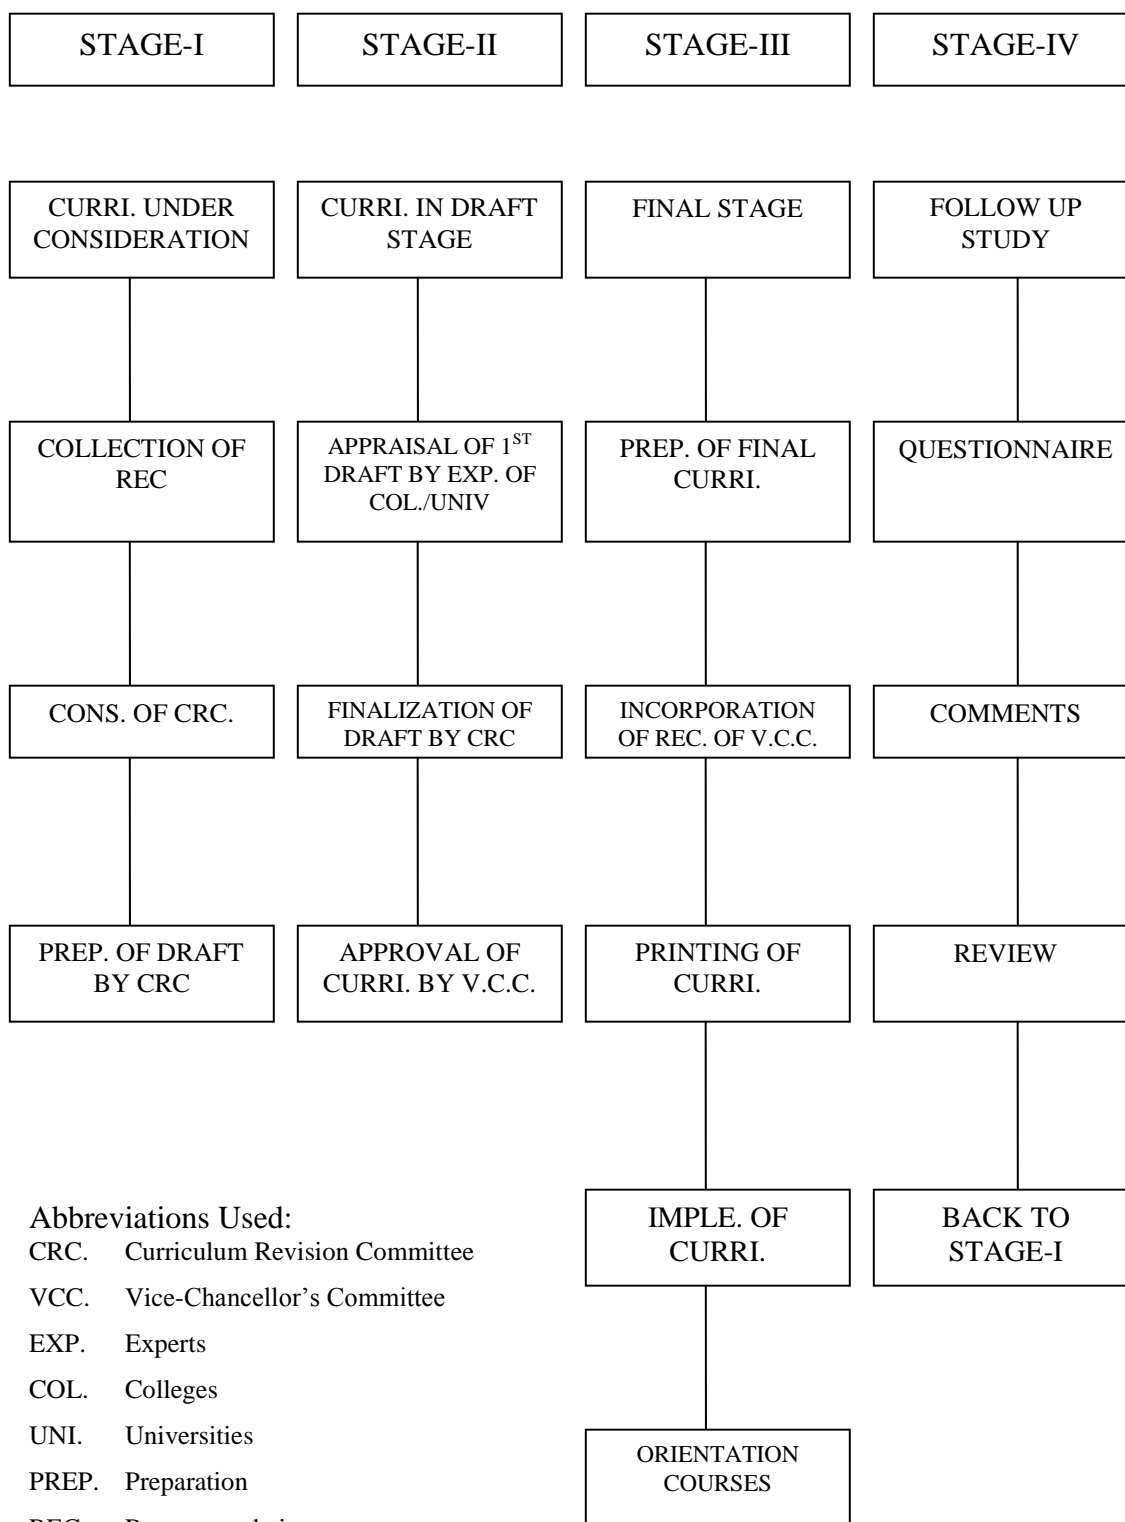 STAGE-I
STAGE-II
STAGE-III
STAGE-IV
CURRI. UNDER
CONSIDERATION
CURRI. IN DRAFT
STAGE
FINAL STAGE
FOLLOW UP
STUDY
COLLECTION OF
REC
APPRAISAL OF 1ST
DRAFT BY EXP. OF
COL./UNIV
PREP. OF FINAL
CURRI.
QUESTIONNAIRE
CONS. OF CRC.
FINALIZATION OF
DRAFT BY CRC
INCORPORATION
OF REC. OF V.C.C.
COMMENTS
PREP. OF DRAFT
BY CRC
APPROVAL OF
CURRI. BY V.C.C.
PRINTING OF
CURRI.
REVIEW
IMPLE. OF
CURRI.
BACK TO
STAGE-I
ORIENTATION
COURSES
Abbreviations Used:
CRC. Curriculum Revision Committee
VCC. Vice-Chancellor’s Committee
EXP. Experts
COL. Colleges
UNI. Universities
PREP. Preparation